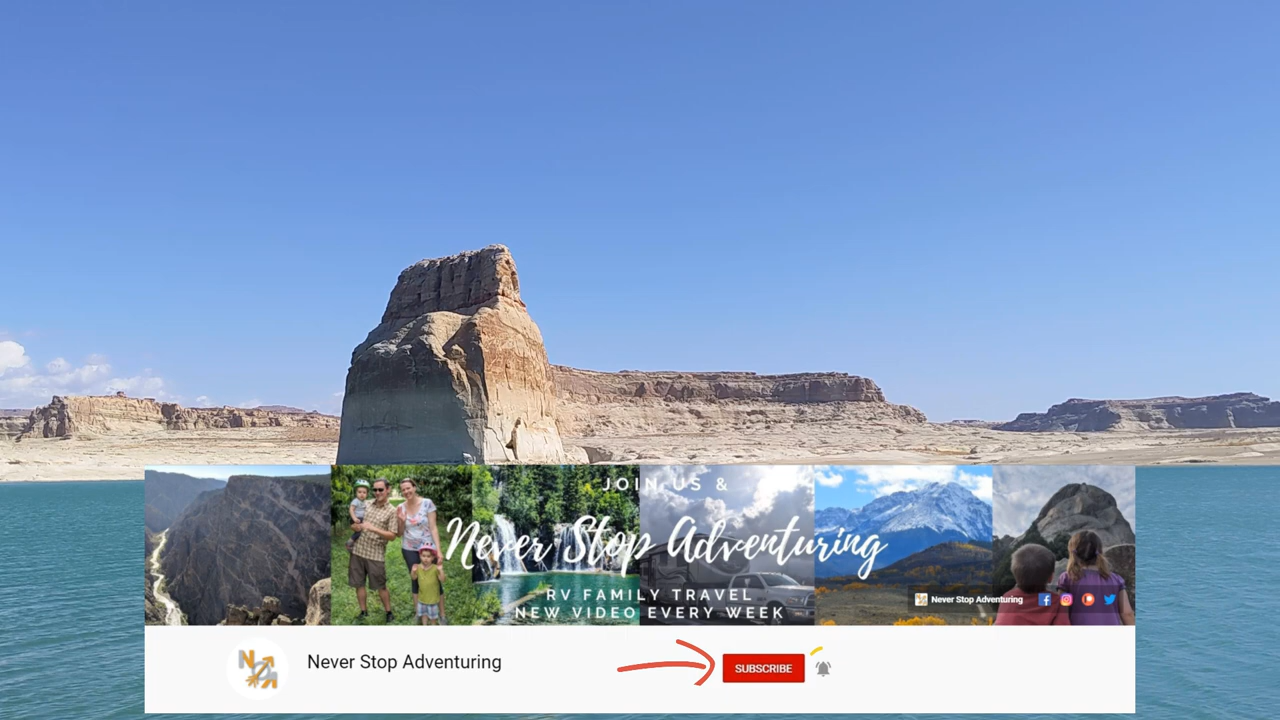 JOIN US &
Never Stop Adventuring
RV FAMILY TRAVEL
NEW VIDEO EVERY WEEK
Never Stop Adventuring
NSA
Never Stop Adventuring
SUBSCRIBE